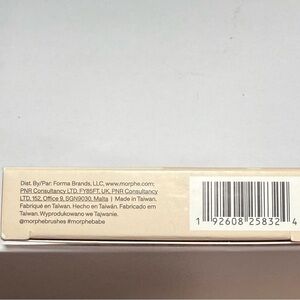 Dist. By/Par: Forma Brands, LLC, www.morphe.com;
PNR Consultancy LTD, FY85FT, UK, PNR Consultancy
LTD, 152, Office 9, SGN9030, Malta | Made in Taiwan.
Fabriqué en Taïwan. Hecho en Taiwán. Fabricado em
Taiwan. Wyprodukowano we Tajwanie.
@morphebrushes #morphebabe
1 92608 25832 4